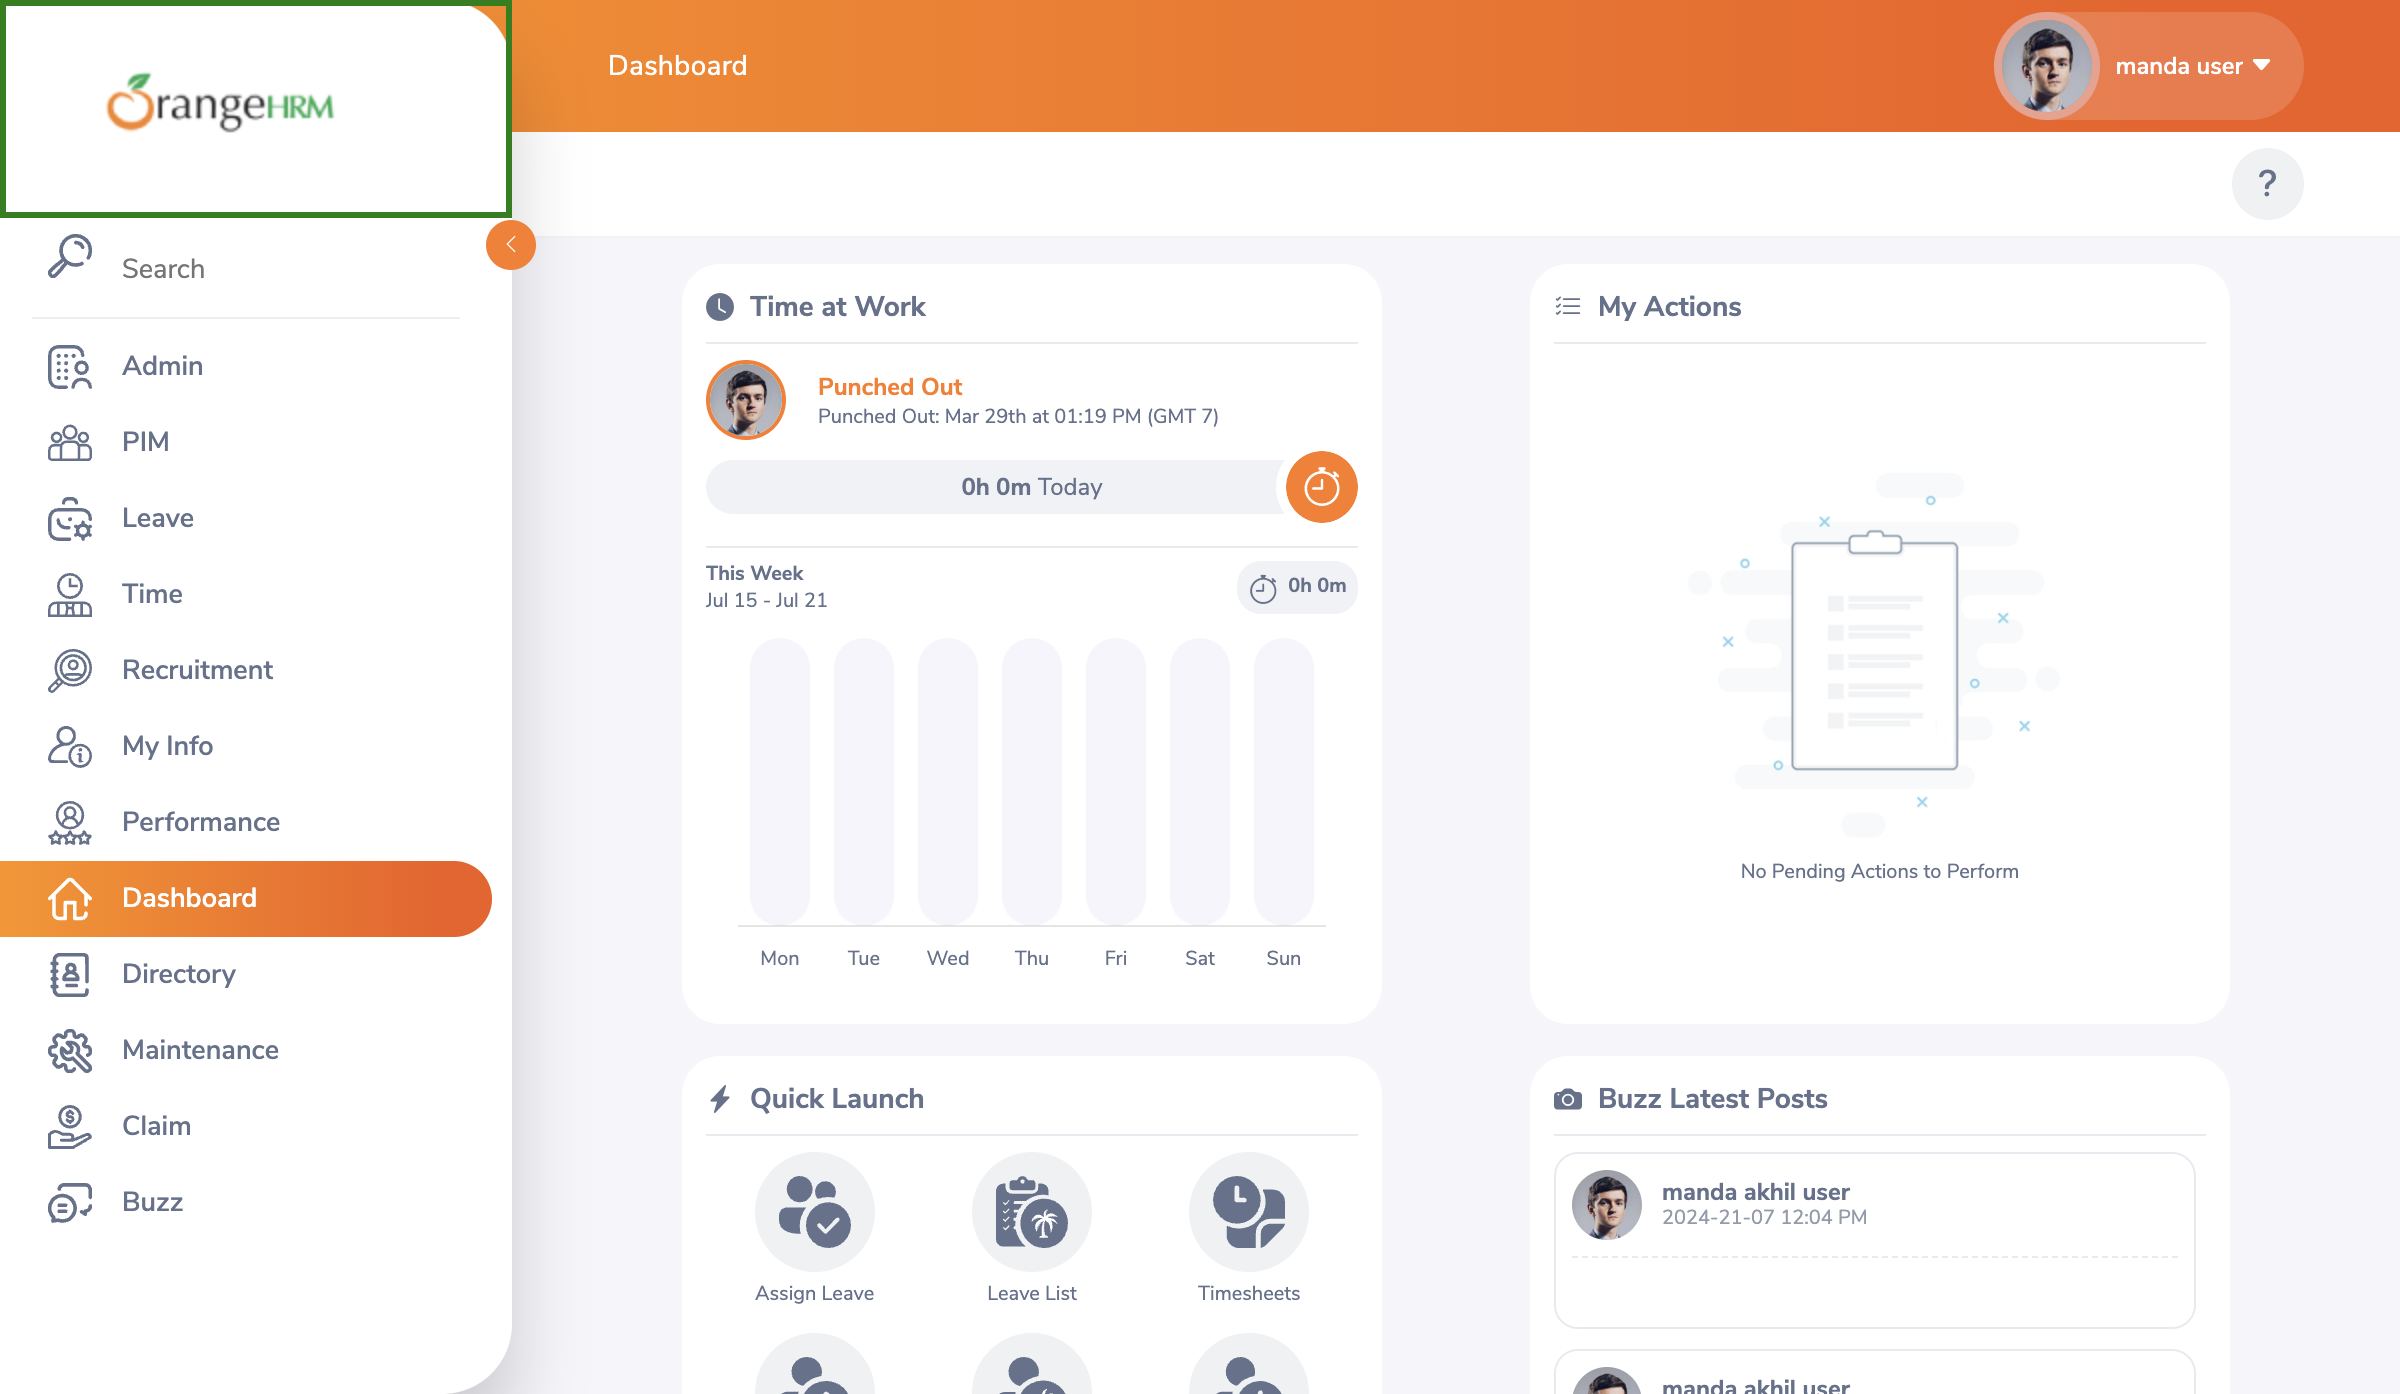 OrangeHRM
Dashboard
manda user
?
Search
Admin
PIM
Leave
Time
Recruitment
My Info
Performance
Dashboard
Directory
Maintenance
Claim
Buzz
Time at Work
Punched Out
Punched Out: Mar 29th at 01:19 PM (GMT 7)
0h 0m Today
This Week
Jul 15 - Jul 21
0h 0m
Mon Tue Wed Thu Fri Sat Sun
My Actions
No Pending Actions to Perform
Quick Launch
Assign Leave
Leave List
Timesheets
Buzz Latest Posts
manda akhil user
2024-21-07 12:04 PM
manda akhil user